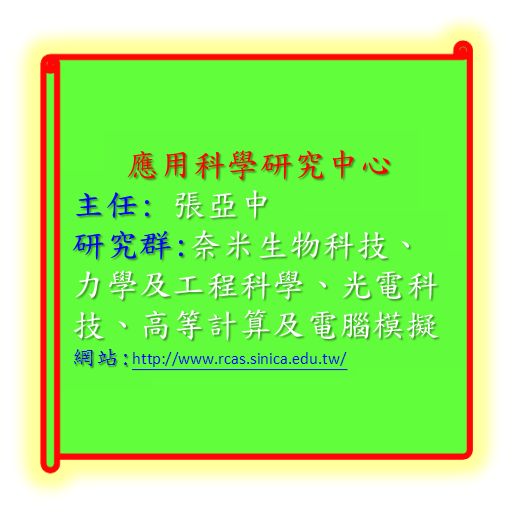 應用科學研究中心
主任: 張亞中
研究群:奈米生物科技、
力學及工程科學、光電科
技、高等計算及電腦模擬
網站:http://www.rcas.sinica.edu.tw/